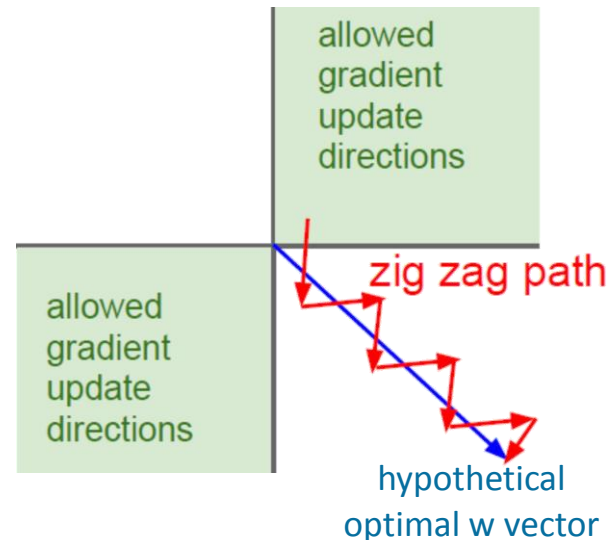 allowed
gradient
update
directions
zig zag path
allowed
gradient
update
directions
hypothetical
optimal w vector